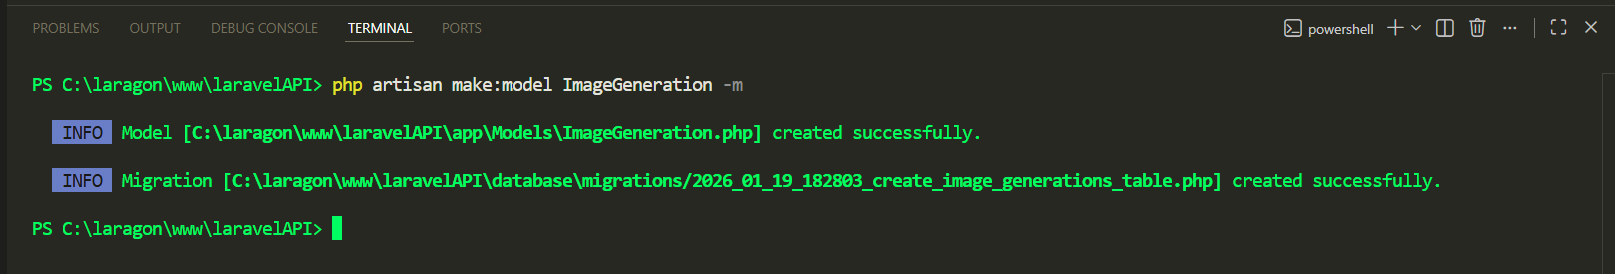 PROBLEMS OUTPUT DEBUG CONSOLE TERMINAL PORTS powershell
PS C:\laragon\www\laravelAPI> php artisan make:model ImageGeneration -m
INFO Model [C:\laragon\www\laravelAPI\app\Models\ImageGeneration.php] created successfully.
INFO Migration [C:\laragon\www\laravelAPI\database\migrations/2026_01_19_182803_create_image_generations_table.php] created successfully.
PS C:\laragon\www\laravelAPI>